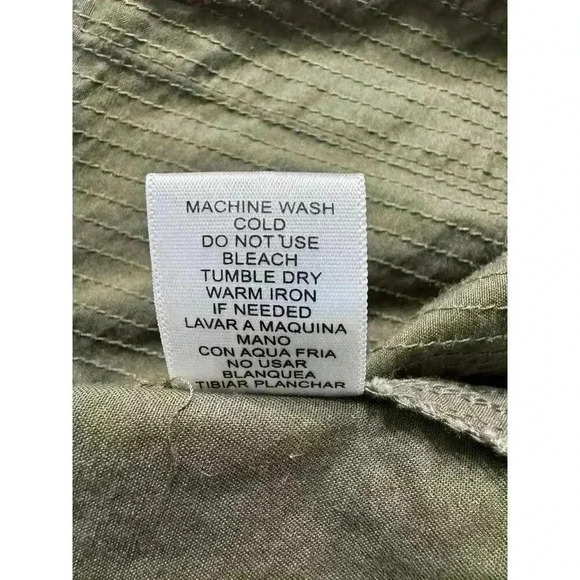 MACHINE WASH
COLD
DO NOT USE
BLEACH
TUMBLE DRY
WARM IRON
IF NEEDED
LAVAR A MAQUINA
MANO
CON AQUA FRIA
NO USAR
BLANQUEA
TIBIAR PLANCHAR